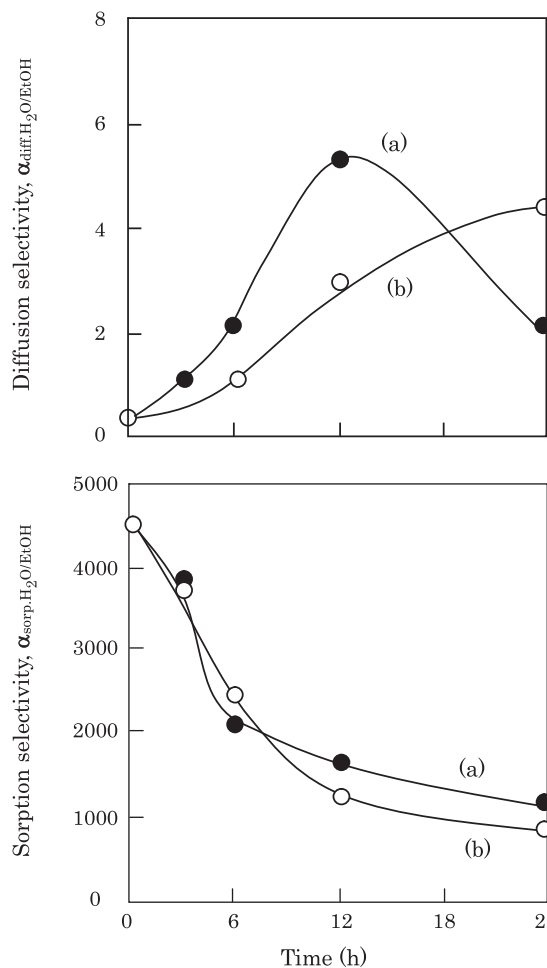 8
6
4
2
0
Diffusion selectivity, αdiff.H2O/EtOH
(a)
(b)
5000
4000
3000
2000
1000
0
Sorption selectivity, αsorp.H2O/EtOH
(a)
(b)
0 6 12 18 2
Time (h)